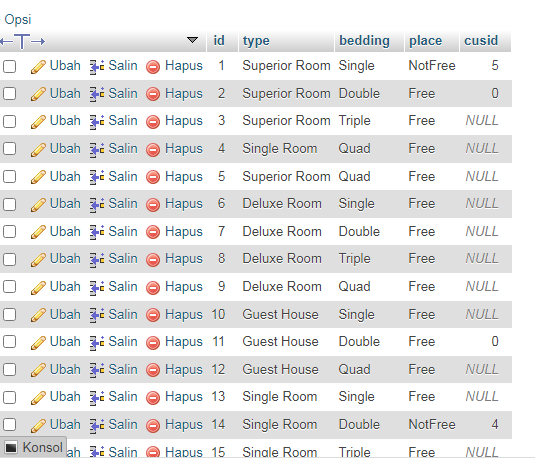 Opsi
id type bedding place cusid
Ubah Salin Hapus 1 Superior Room Single NotFree 5
Ubah Salin Hapus 2 Superior Room Double Free 0
Ubah Salin Hapus 3 Superior Room Triple Free NULL
Ubah Salin Hapus 4 Single Room Quad Free NULL
Ubah Salin Hapus 5 Superior Room Quad Free NULL
Ubah Salin Hapus 6 Deluxe Room Single Free NULL
Ubah Salin Hapus 7 Deluxe Room Double Free NULL
Ubah Salin Hapus 8 Deluxe Room Triple Free NULL
Ubah Salin Hapus 9 Deluxe Room Quad Free NULL
Ubah Salin Hapus 10 Guest House Single Free NULL
Ubah Salin Hapus 11 Guest House Double Free 0
Ubah Salin Hapus 12 Guest House Quad Free NULL
Ubah Salin Hapus 13 Single Room Single Free NULL
Ubah Salin Hapus 14 Single Room Double NotFree 4
Konsol
Ubah Salin Hapus 15 Single Room Triple Free NULL